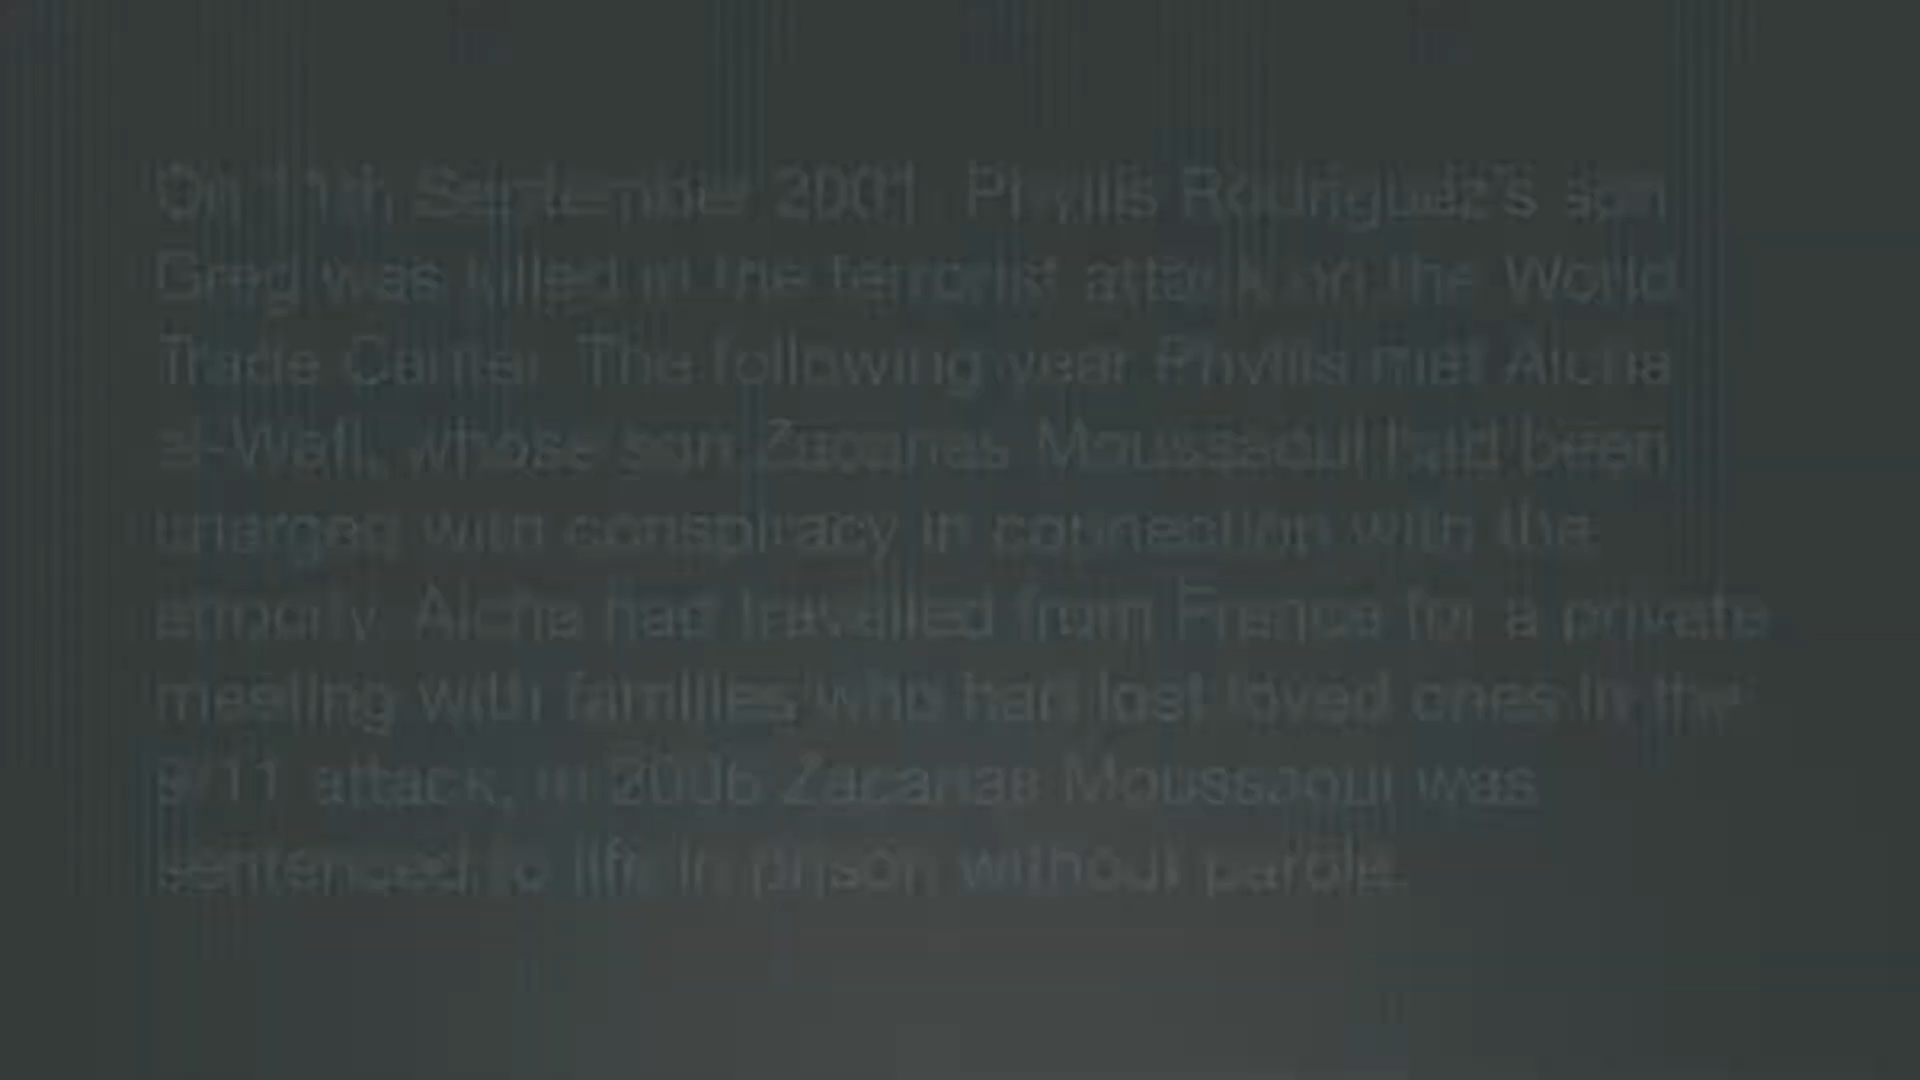 On 11th September 2001, Phyllis Rodriguez's son
Greg was killed in the terrorist attack on the World
Trade Center. The following year Phyllis met Aicha
el-Wafi, whose son Zacarias Moussaoui had been
charged with conspiracy in connection with the
atrocity. Aicha had travelled from France for a private
meeting with families who had lost loved ones in the
9/11 attack, in 2006 Zacarias Moussaoui was
sentenced to life in prison without parole.